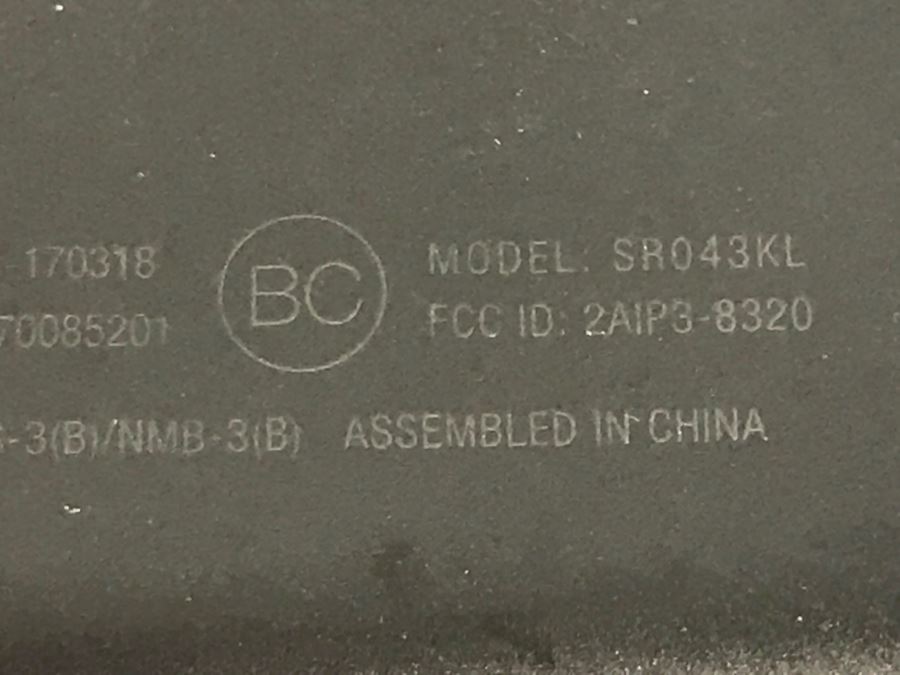 -170318
70085201
BC
MODEL: SR043KL
FCC ID: 2AIP3-8320
-3(B)/NMB-3(B) ASSEMBLED IN CHINA